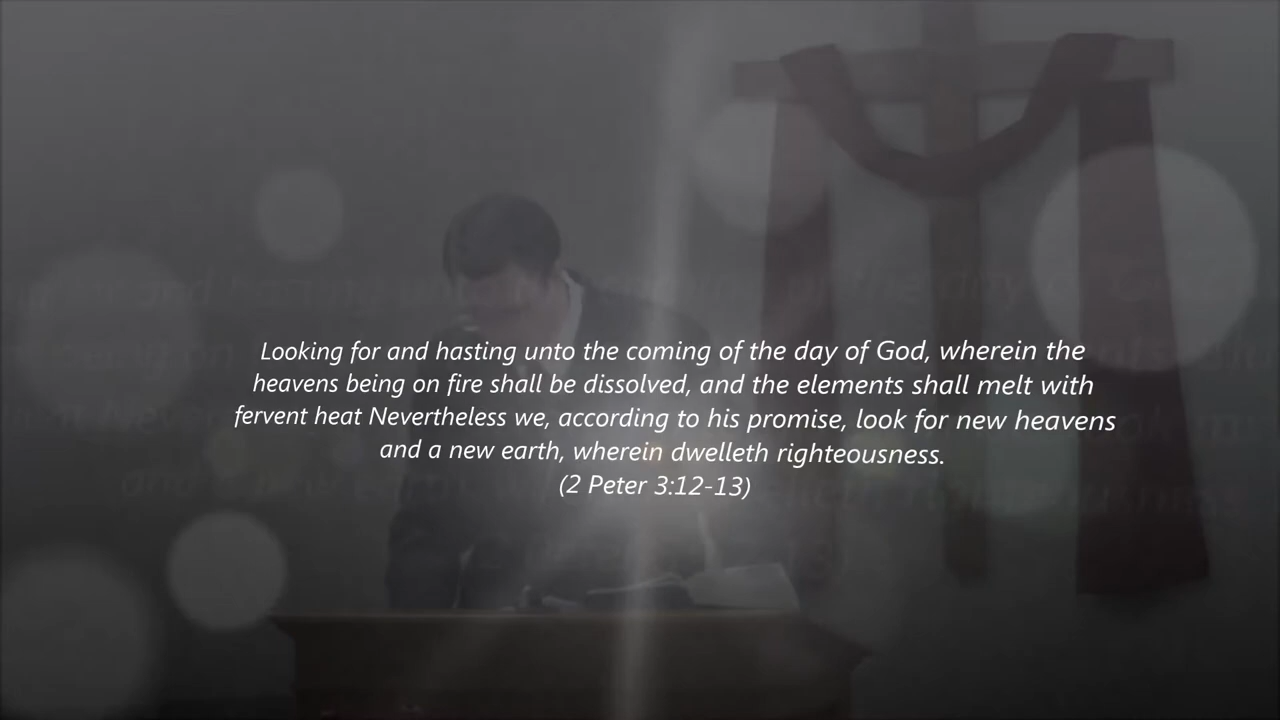 Looking for and hasting unto the coming of the day of God, wherein the
heavens being on fire shall be dissolved, and the elements shall melt with
fervent heat Nevertheless we, according to his promise, look for new heavens
and a new earth, wherein dwelleth righteousness.
(2 Peter 3:12-13)